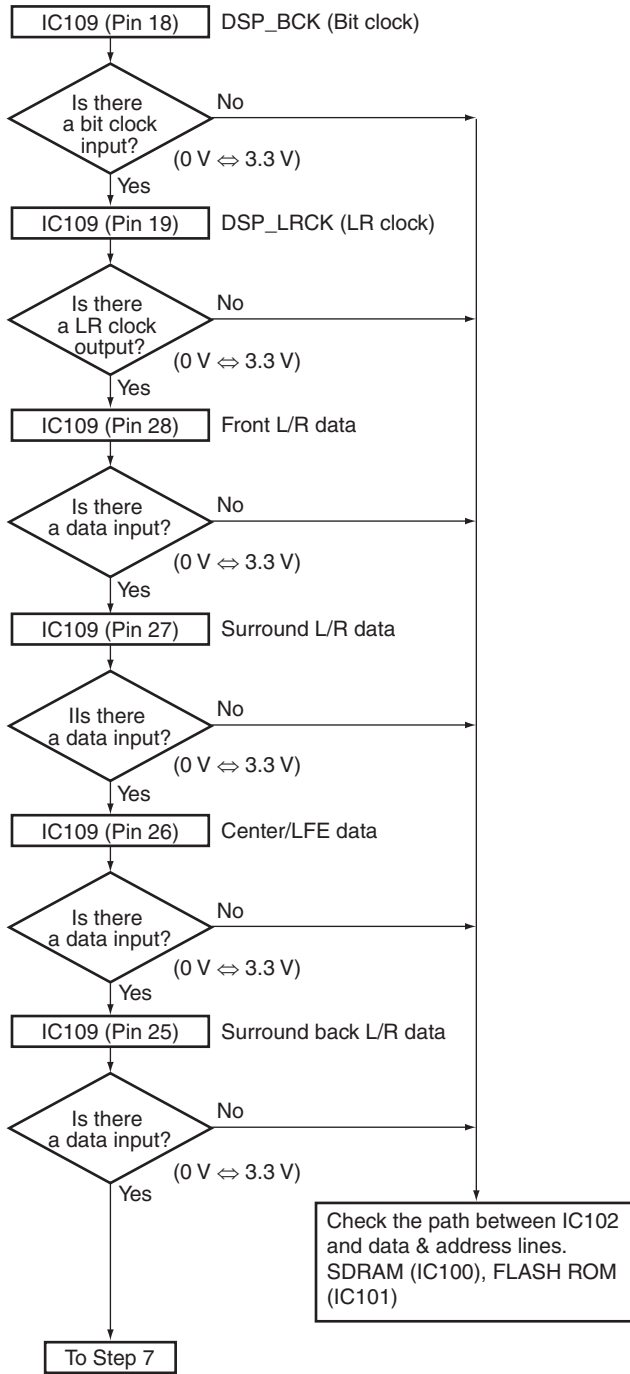 IC109 (Pin 18) DSP_BCK (Bit clock)
Is there
a bit clock
input?
No
(0 V ⇔ 3.3 V)
Yes
IC109 (Pin 19) DSP_LRCK (LR clock)
Is there
a LR clock
output?
No
(0 V ⇔ 3.3 V)
Yes
IC109 (Pin 28) Front L/R data
Is there
a data input?
No
(0 V ⇔ 3.3 V)
Yes
IC109 (Pin 27) Surround L/R data
IIs there
a data input?
No
(0 V ⇔ 3.3 V)
Yes
IC109 (Pin 26) Center/LFE data
Is there
a data input?
No
(0 V ⇔ 3.3 V)
Yes
IC109 (Pin 25) Surround back L/R data
Is there
a data input?
No
(0 V ⇔ 3.3 V)
Yes
Check the path between IC102
and data & address lines.
SDRAM (IC100), FLASH ROM
(IC101)
To Step 7